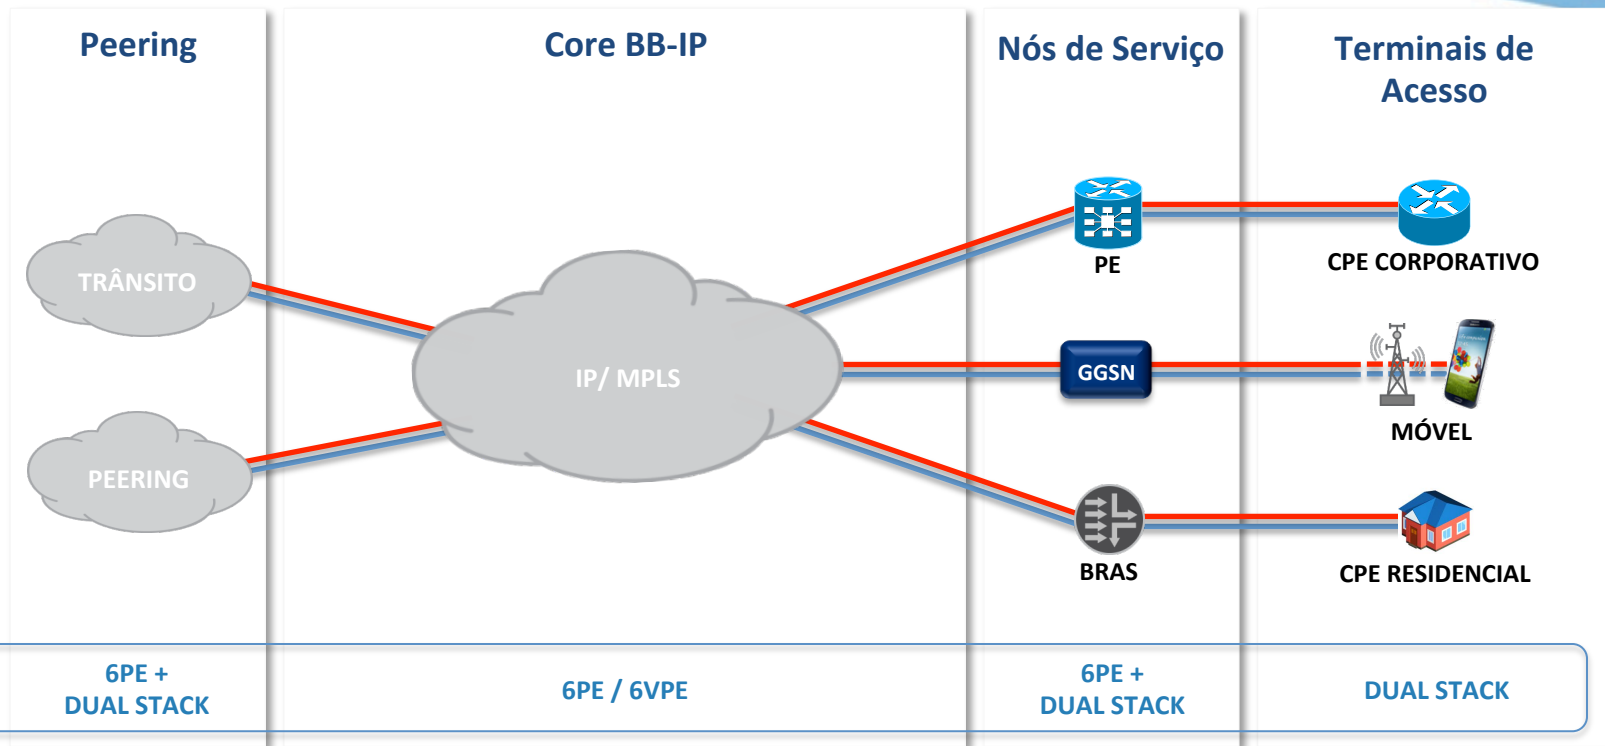 Peering
Core BB-IP
Nós de Serviço
Terminais de
Acesso
TRÂNSITO
PEERING
IP/ MPLS
PE
CPE CORPORATIVO
GGSN
MÓVEL
BRAS
CPE RESIDENCIAL
6PE +
DUAL STACK
6PE / 6VPE
6PE +
DUAL STACK
DUAL STACK